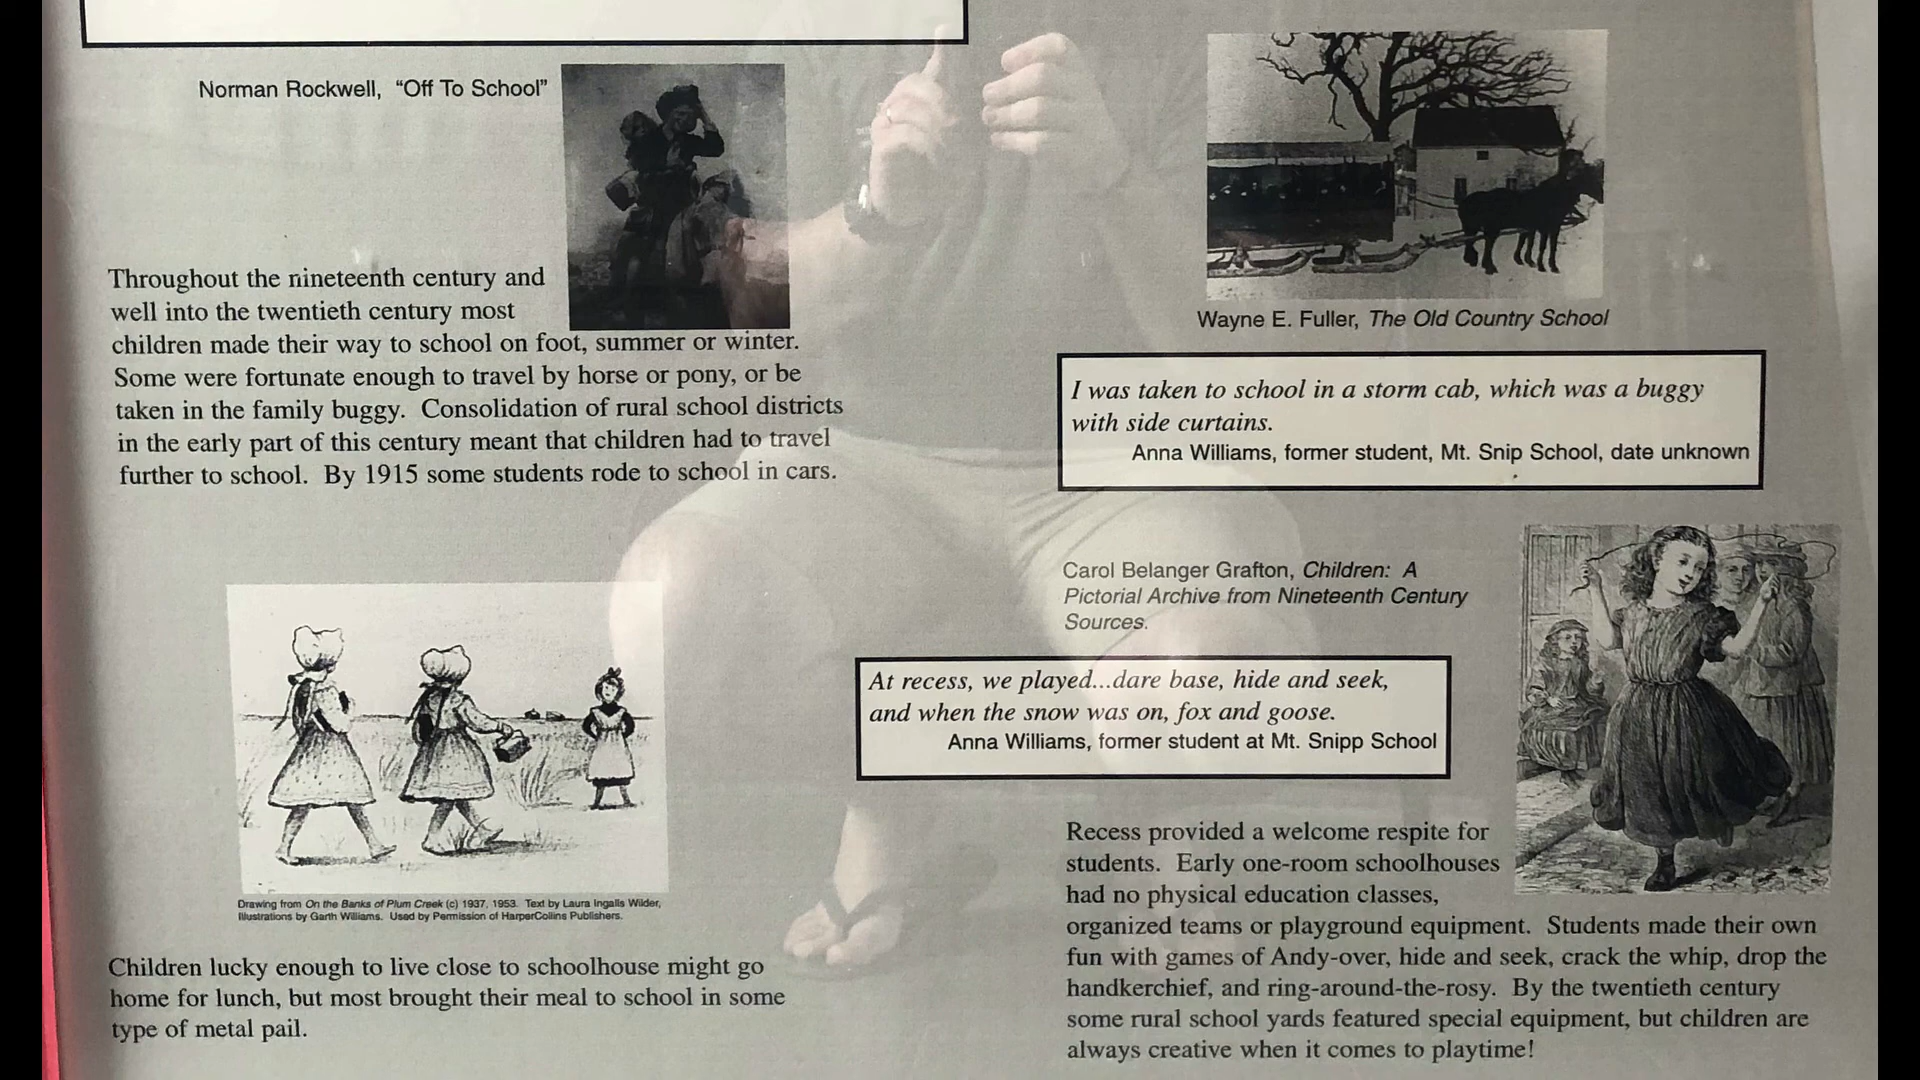 Norman Rockwell, “Off To School”
Throughout the nineteenth century and
well into the twentieth century most
children made their way to school on foot, summer or winter.
Some were fortunate enough to travel by horse or pony, or be
taken in the family buggy. Consolidation of rural school districts
in the early part of this century meant that children had to travel
further to school. By 1915 some students rode to school in cars.
Drawing from On the Banks of Plum Creek (c) 1937, 1953. Text by Laura Ingalls Wilder,
Illustrations by Garth Williams. Used by Permission of HarperCollins Publishers.
Children lucky enough to live close to schoolhouse might go
home for lunch, but most brought their meal to school in some
type of metal pail.
Wayne E. Fuller, The Old Country School
I was taken to school in a storm cab, which was a buggy
with side curtains.
Anna Williams, former student, Mt. Snip School, date unknown
Carol Belanger Grafton, Children: A
Pictorial Archive from Nineteenth Century
Sources.
At recess, we played...dare base, hide and seek,
and when the snow was on, fox and goose.
Anna Williams, former student at Mt. Snipp School
Recess provided a welcome respite for
students. Early one-room schoolhouses
had no physical education classes,
organized teams or playground equipment. Students made their own
fun with games of Andy-over, hide and seek, crack the whip, drop the
handkerchief, and ring-around-the-rosy. By the twentieth century
some rural school yards featured special equipment, but children are
always creative when it comes to playtime!